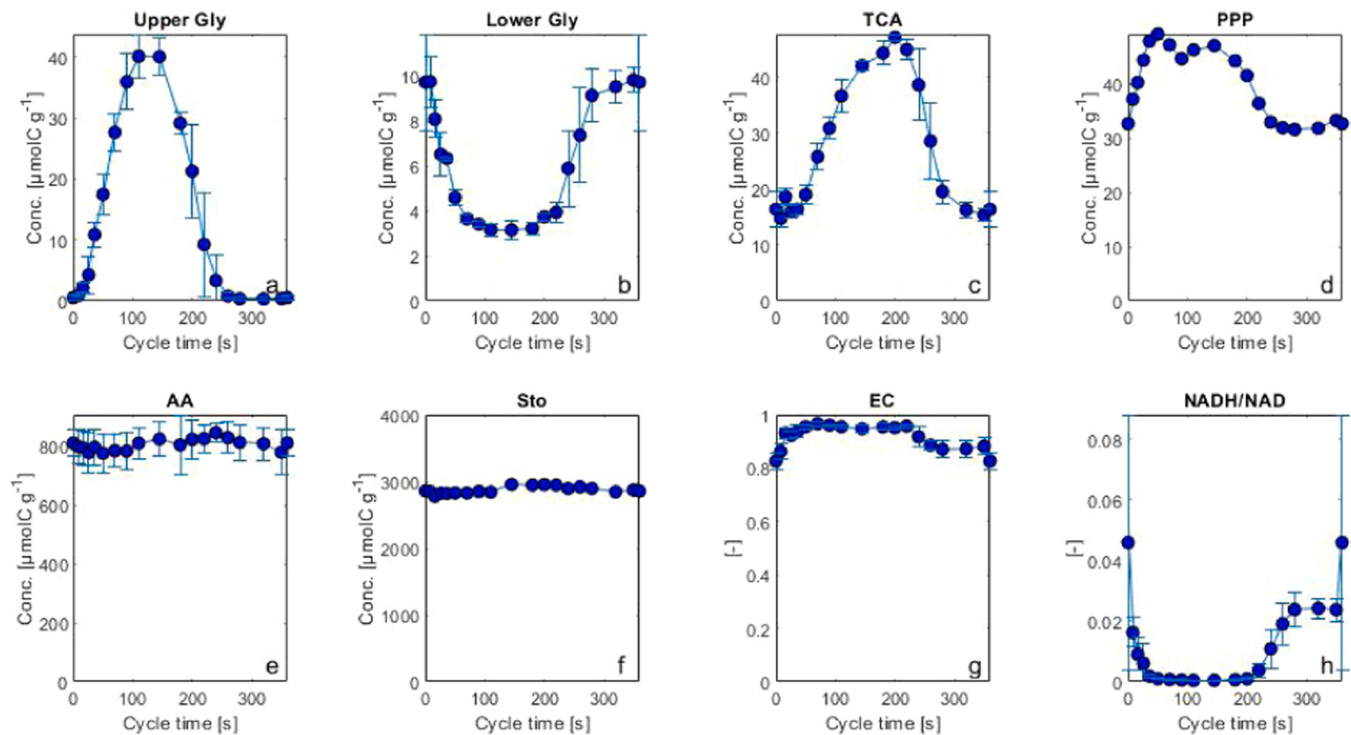 Upper Gly
Conc. [µmolC g⁻¹]
40
30
20
10
0
a
0 100 200 300
Cycle time [s]
Lower Gly
Conc. [µmolC g⁻¹]
10
8
6
4
2
0
b
0 100 200 300
Cycle time [s]
TCA
Conc. [µmolC g⁻¹]
40
30
20
10
0
c
0 100 200 300
Cycle time [s]
PPP
Conc. [µmolC g⁻¹]
40
30
20
10
0
d
0 100 200 300
Cycle time [s]
AA
Conc. [µmolC g⁻¹]
800
600
400
200
0
e
0 100 200 300
Cycle time [s]
Sto
Conc. [µmolC g⁻¹]
4000
3000
2000
1000
0
f
0 100 200 300
Cycle time [s]
EC
[-]
1
0.8
0.6
0.4
0.2
0
g
0 100 200 300
Cycle time [s]
NADH/NAD
[-]
0.08
0.06
0.04
0.02
0
h
0 100 200 300
Cycle time [s]